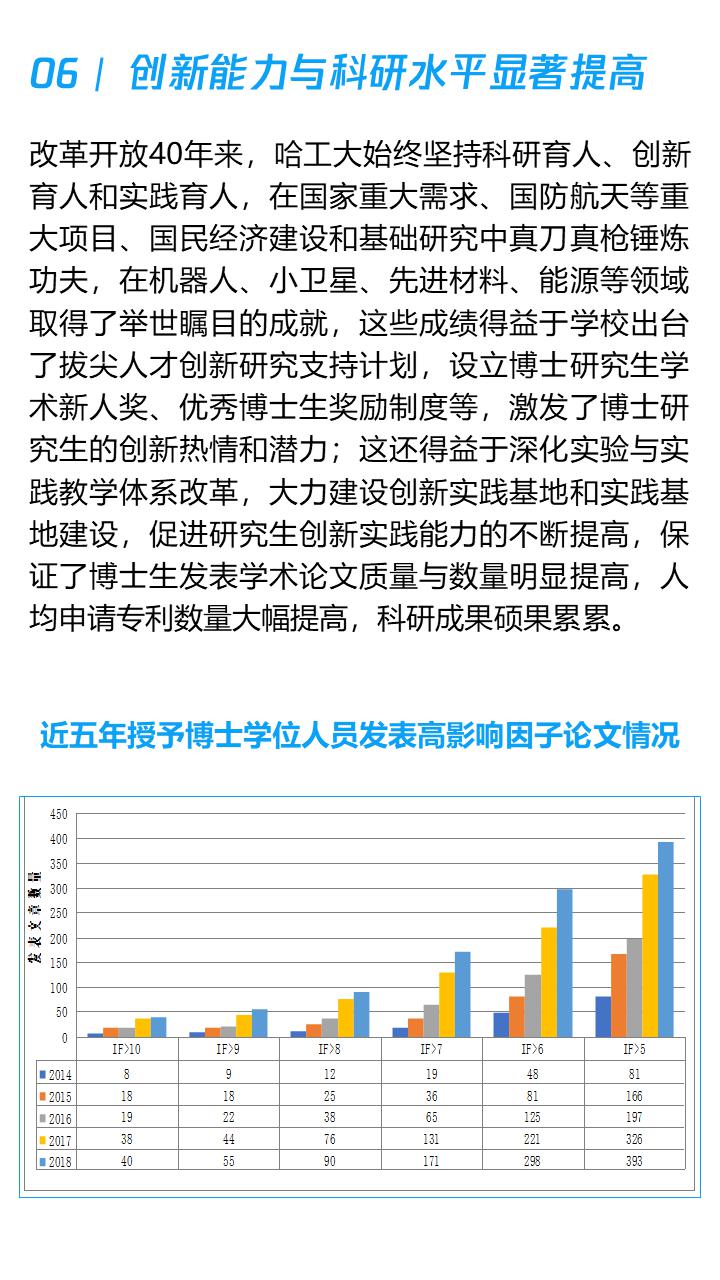 06 | 创新能力与科研水平显著提高
改革开放40年来，哈工大始终坚持科研育人、创新
育人和实践育人，在国家重大需求、国防航天等重
大项目、国民经济建设和基础研究中真刀真枪锤炼
功夫，在机器人、小卫星、先进材料、能源等领域
取得了举世瞩目的成就，这些成绩得益于学校出台
了拔尖人才创新研究支持计划，设立博士研究生学
术新人奖、优秀博士生奖励制度等，激发了博士研
究生的创新热情和潜力；这还得益于深化实验与实
践教学体系改革，大力建设创新实践基地和实践基
地建设，促进研究生创新实践能力的不断提高，保
证了博士生发表学术论文质量与数量明显提高，人
均申请专利数量大幅提高，科研成果硕果累累。
近五年授予博士学位人员发表高影响因子论文情况
发表文章数量
450
400
350
300
250
200
150
100
50
0
IF>10 IF>9 IF>8 IF>7 IF>6 IF>5
2014 8 9 12 19 48 81
2015 18 18 25 36 81 166
2016 19 22 38 65 125 197
2017 38 44 76 131 221 326
2018 40 55 90 171 298 393